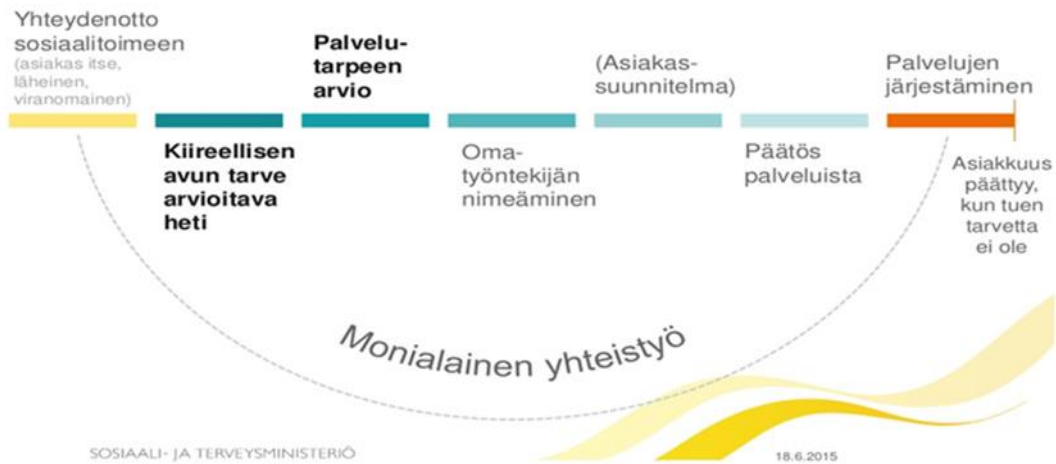 Yhteydenotto
sosiaalitoimeen
(asiakas itse,
läheinen,
viranomainen)
Kiireellisen
avun tarve
arvioitava
heti
Palvelu-
tarpeen
arvio
Oma-
työntekijän
nimeäminen
(Asiakas-
suunnitelma)
Päätös
palveluista
Palvelujen
järjestäminen
Asiakkuus
päättyy,
kun tuen
tarvetta
ei ole
Monialainen yhteistyö
SOSIAALI- JA TERVEYSMINISTERIÖ
18.6.2015